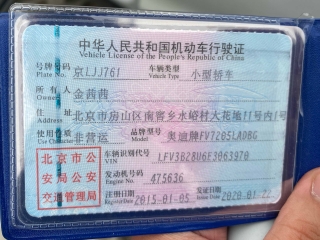 中华人民共和国机动车行驶证
Vehicle License of the People's Republic of China
号牌号码 京LJJ761 车辆类型 小型轿车
Plate No. Vehicle Type
所有人 金茜茜
Owner
住址 北京市房山区南窖乡水峪村大花地11号内1号
使用性质 非营运 品牌型号 奥迪牌FV7205LADBG
Use Character Model
北京市公
安局公安
交通管理局
车辆识别代号 LFV3B28U6F3063970
VIN
发动机号码 475636
Engine No.
注册日期 2015-01-05 发证日期 2020-01-22
Register Date Issue Date